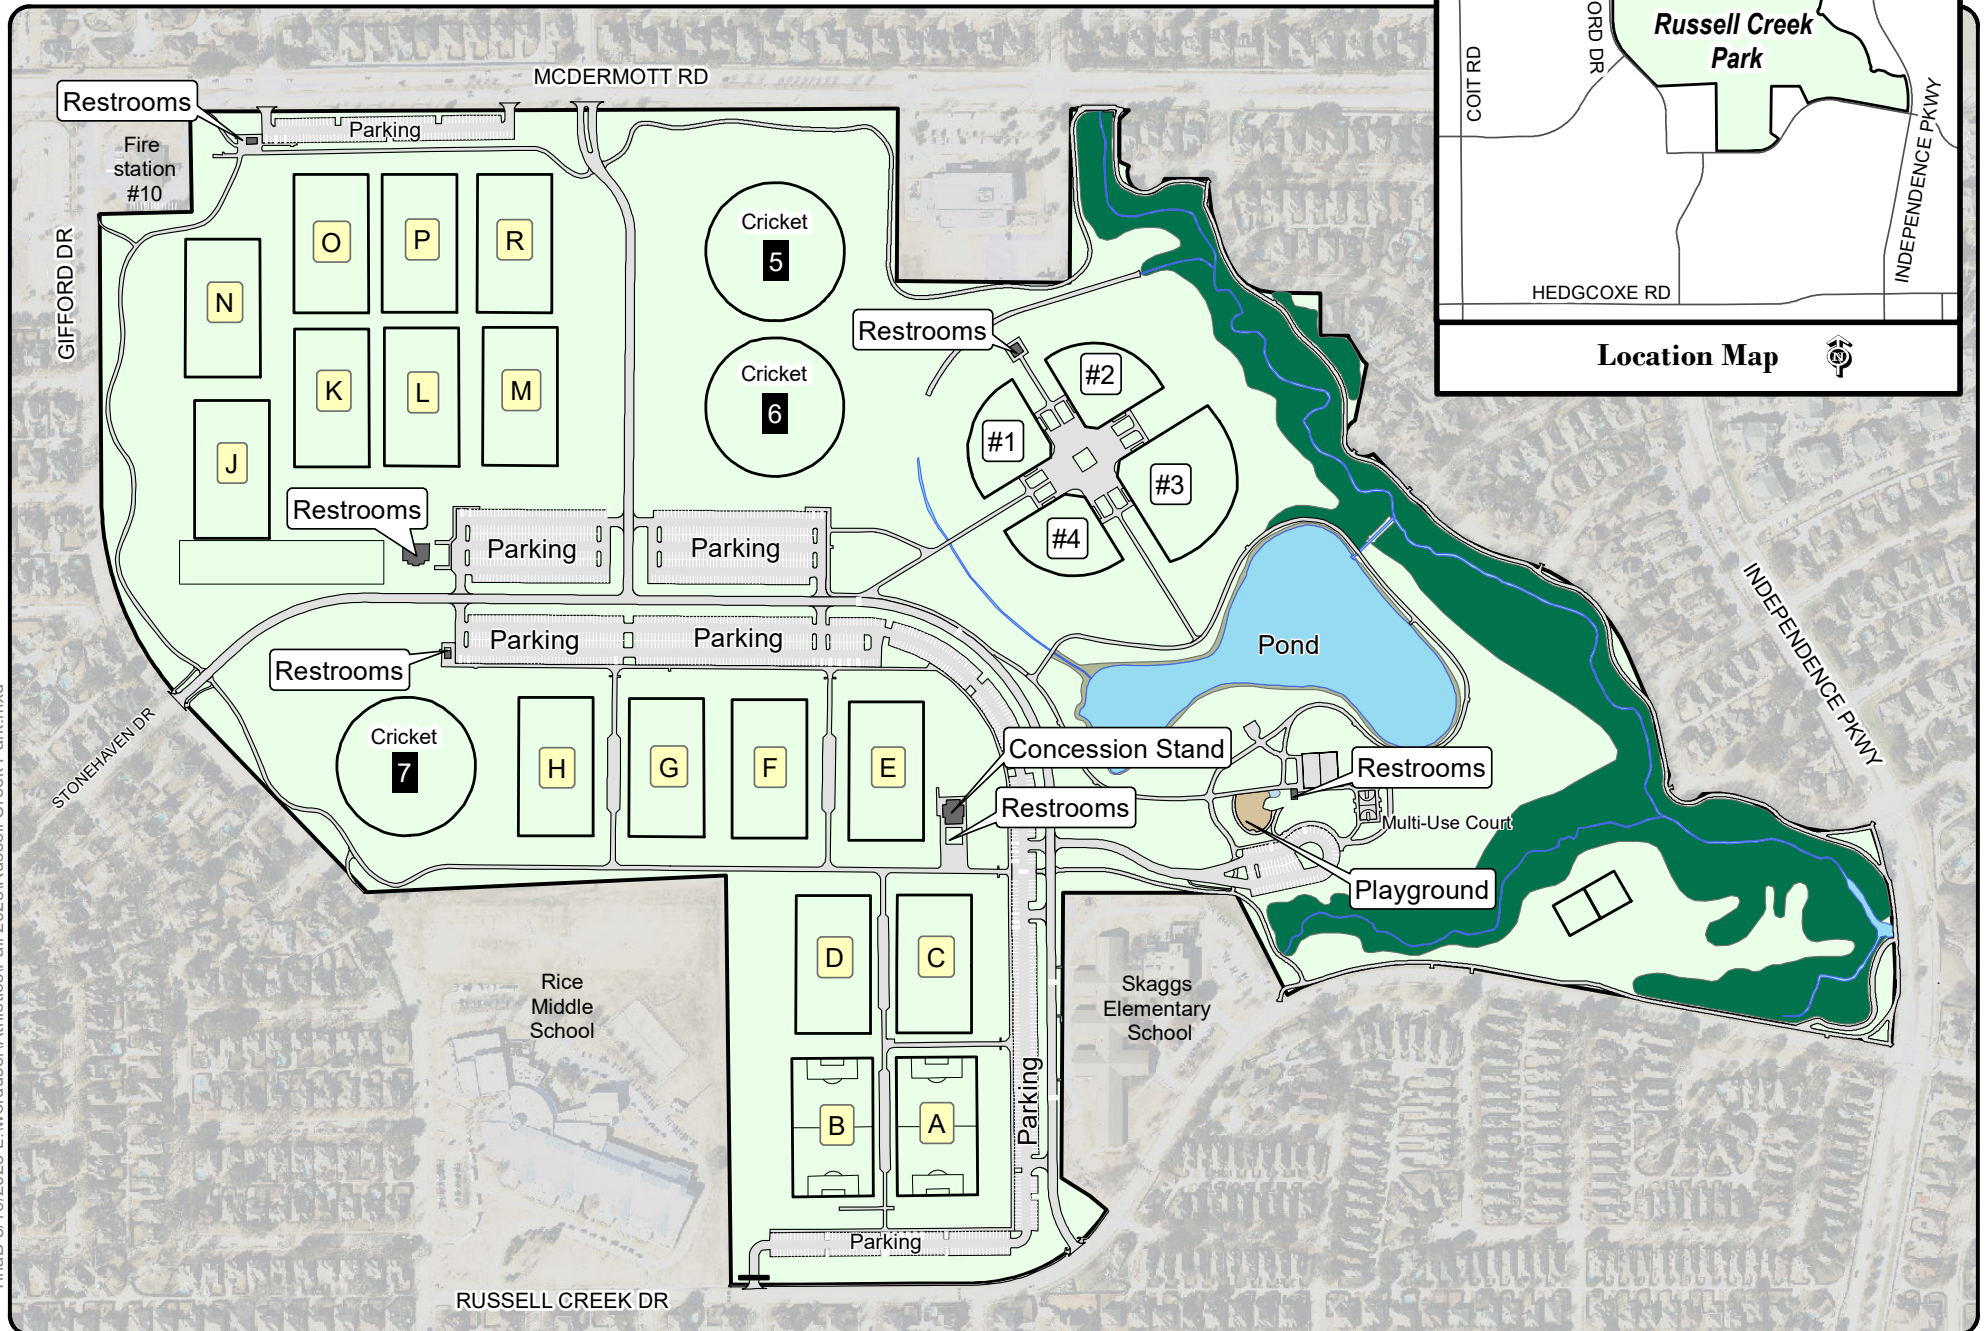 MCDERMOTT RD
Restrooms
Parking
Fire
station
#10
GIFFORD DR
O
P
R
N
K
L
M
J
Cricket
5
Cricket
6
Restrooms
#2
#1
#3
#4
Restrooms
Parking
Parking
Parking
Parking
Restrooms
STONEHAVEN DR
Cricket
7
H
G
F
E
Pond
Concession Stand
Restrooms
Restrooms
Multi-Use Court
Playground
INDEPENDENCE PKWY
D
C
B
A
Parking
Parking
Rice
Middle
School
Skaggs
Elementary
School
RUSSELL CREEK DR
COIT RD
ORD DR
Russell Creek
Park
INDEPENDENCE PKWY
HEDGCOXE RD
Location Map
N